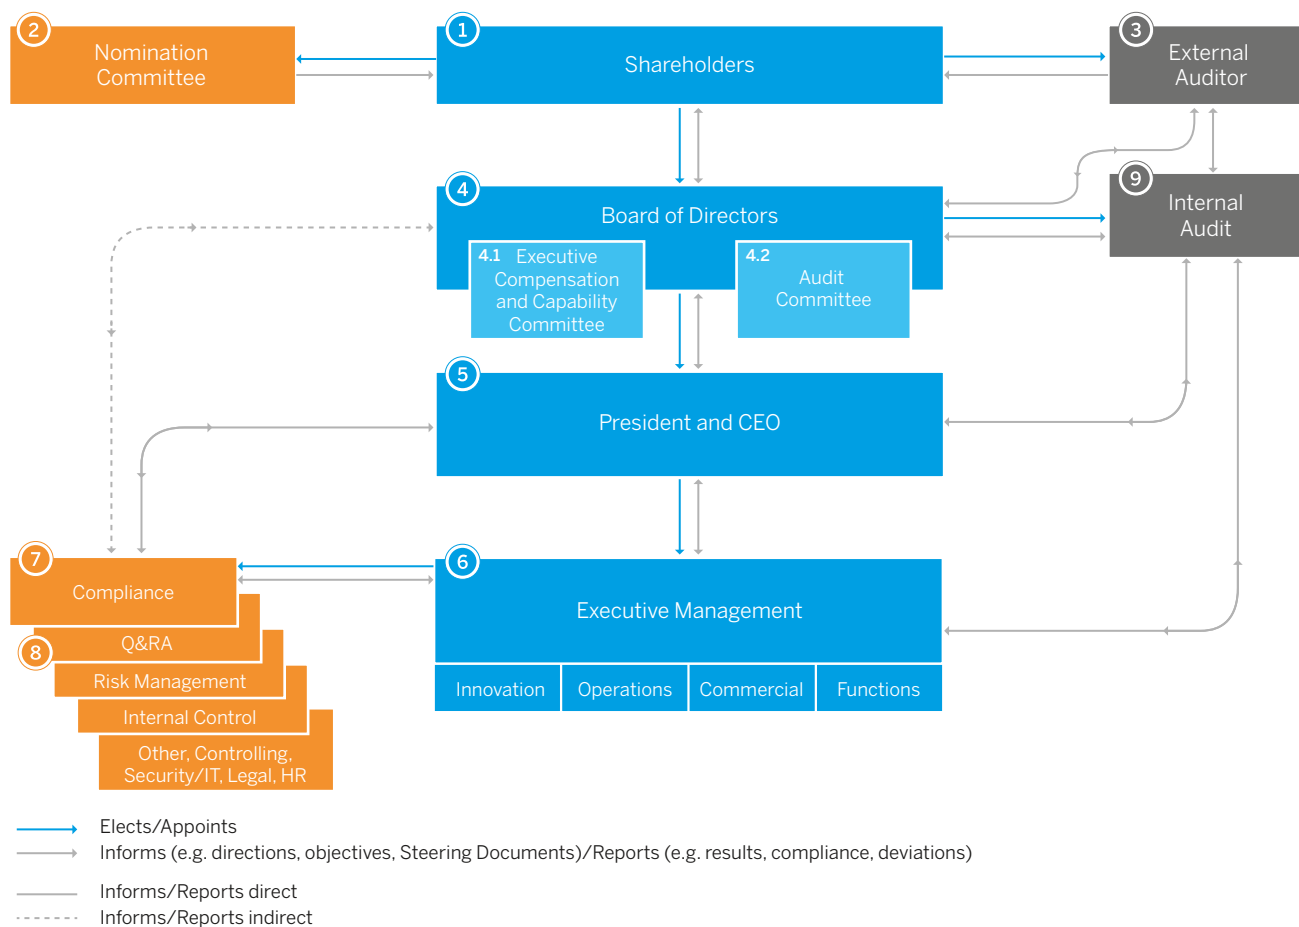 2
Nomination
Committee
1
Shareholders
3
External
Auditor
4
Board of Directors
4.1 Executive
Compensation
and Capability
Committee
4.2
Audit
Committee
9
Internal
Audit
5
President and CEO
7
Compliance
8
Q&RA
Risk Management
Internal Control
Other, Controlling,
Security/IT, Legal, HR
6
Executive Management
Innovation
Operations
Commercial
Functions
Elects/Appoints
Informs (e.g. directions, objectives, Steering Documents)/Reports (e.g. results, compliance, deviations)
Informs/Reports direct
Informs/Reports indirect